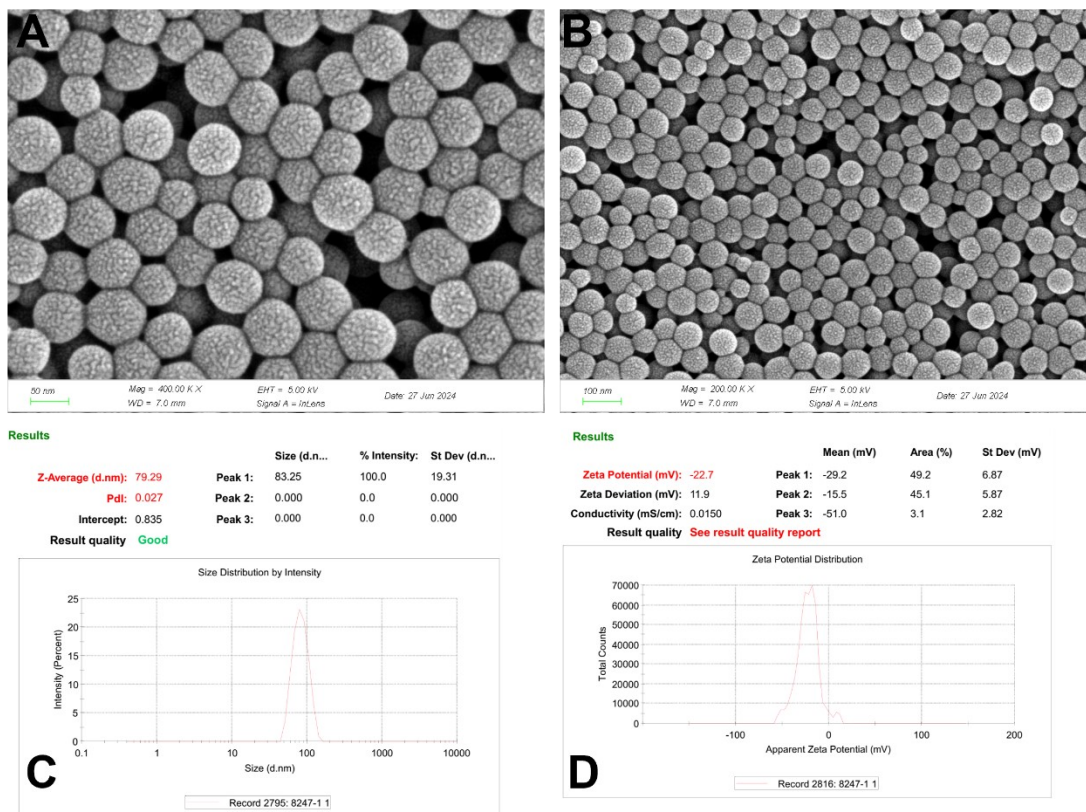 A
50 nm
Mag = 400.00 K X
EHT = 5.00 kV
WD = 7.0 mm
Signal A = InLens
Date: 27 Jun 2024
B
100 nm
Mag = 200.00 K X
EHT = 5.00 kV
WD = 7.0 mm
Signal A = InLens
Date: 27 Jun 2024
Results
Size (d.n... % Intensity: St Dev (d.n...
Z-Average (d.nm): 79.29 Peak 1: 83.25 100.0 19.31
PdI: 0.027 Peak 2: 0.000 0.0 0.000
Intercept: 0.835 Peak 3: 0.000 0.0 0.000
Result quality Good
Size Distribution by Intensity
Intensity (Percent)
25
20
15
10
5
0
0.1 1 10 100 1000 10000
Size (d.nm)
Record 2795: 8247-1 1
C
Results
Mean (mV) Area (%) St Dev (mV)
Zeta Potential (mV): -22.7 Peak 1: -29.2 49.2 6.87
Zeta Deviation (mV): 11.9 Peak 2: -15.5 45.1 5.87
Conductivity (mS/cm): 0.0150 Peak 3: -51.0 3.1 2.82
Result quality See result quality report
Zeta Potential Distribution
Total Counts
70000
60000
50000
40000
30000
20000
10000
0
-100 0 100 200
Apparent Zeta Potential (mV)
Record 2816: 8247-1 1
D